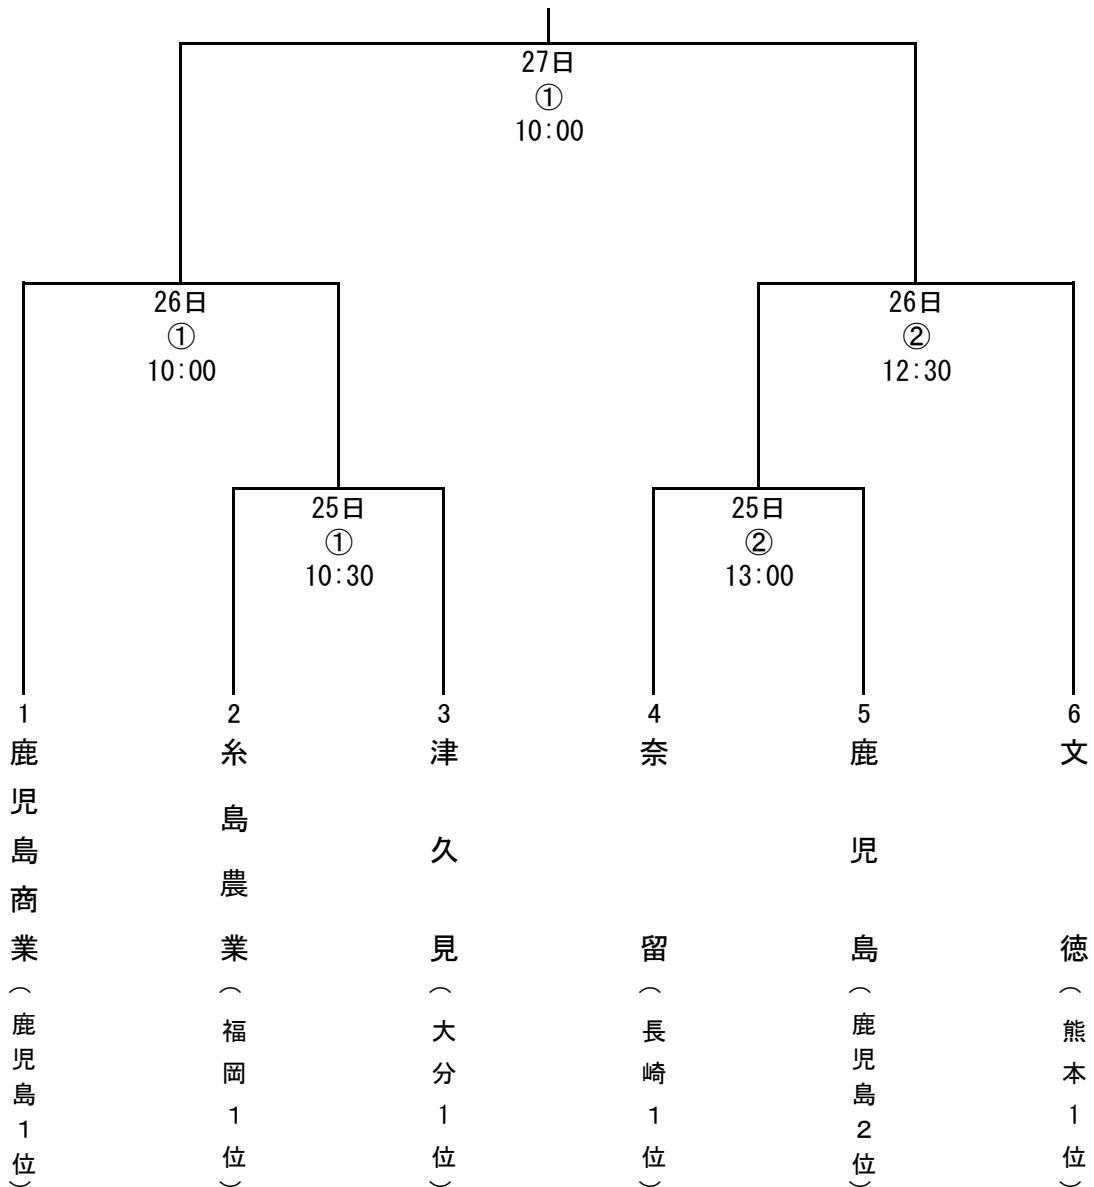 27日
①
10:00
26日
①
10:00
26日
②
12:30
25日
①
10:30
25日
②
13:00
1
鹿児島商業（鹿児島1位）
2
糸島農業（福岡1位）
3
津久見（大分1位）
4
奈留（長崎1位）
5
鹿児島（鹿児島2位）
6
文徳（熊本1位）